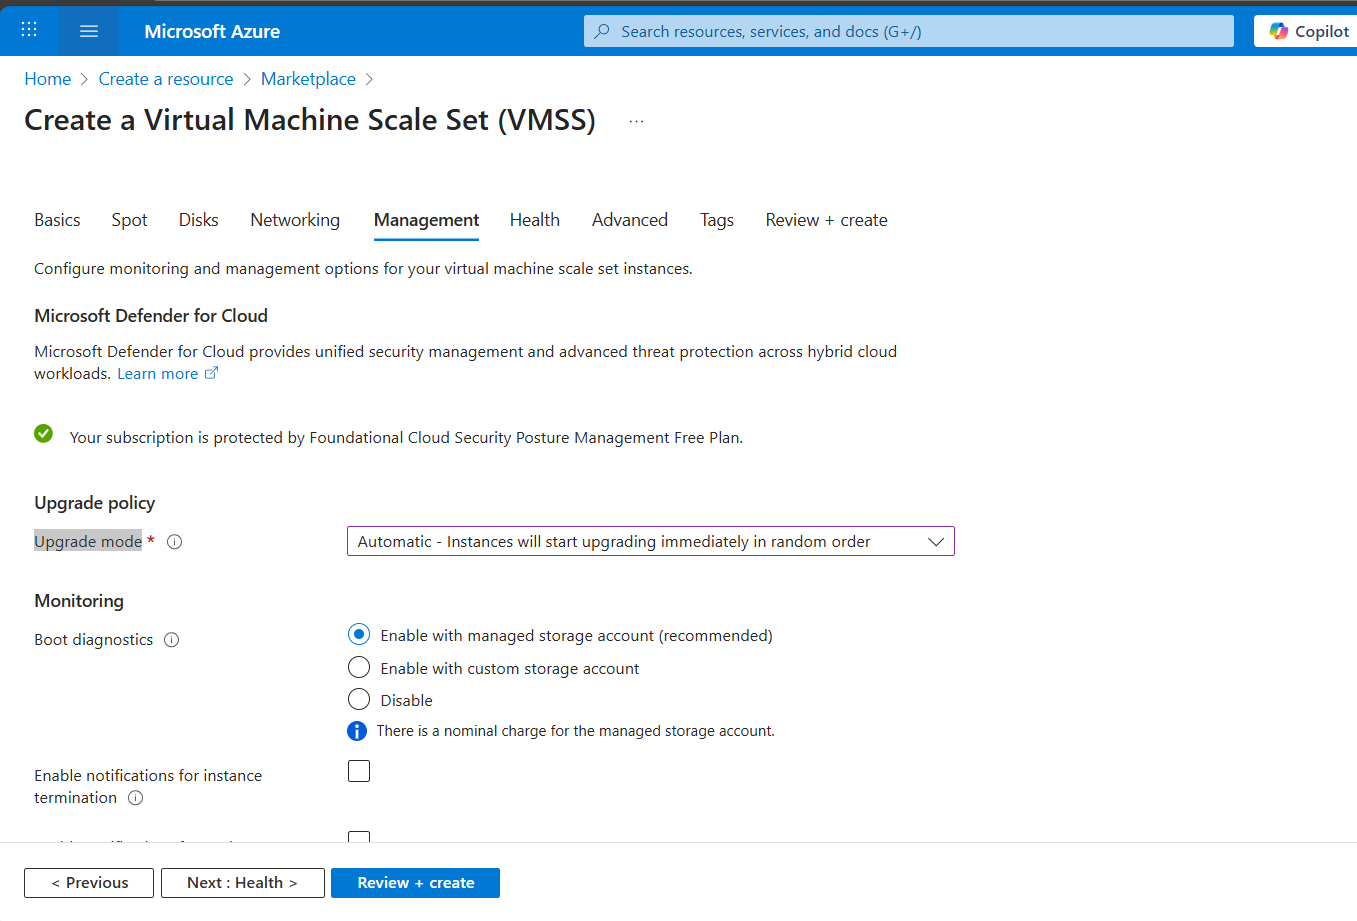 Microsoft Azure
Search resources, services, and docs (G+/)
Copilot
Home > Create a resource > Marketplace >
Create a Virtual Machine Scale Set (VMSS) ...
Basics Spot Disks Networking Management Health Advanced Tags Review + create
Configure monitoring and management options for your virtual machine scale set instances.
Microsoft Defender for Cloud
Microsoft Defender for Cloud provides unified security management and advanced threat protection across hybrid cloud
workloads. Learn more
Your subscription is protected by Foundational Cloud Security Posture Management Free Plan.
Upgrade policy
Upgrade mode *
Automatic - Instances will start upgrading immediately in random order
Monitoring
Boot diagnostics
Enable with managed storage account (recommended)
Enable with custom storage account
Disable
There is a nominal charge for the managed storage account.
Enable notifications for instance
termination
< Previous
Next : Health >
Review + create